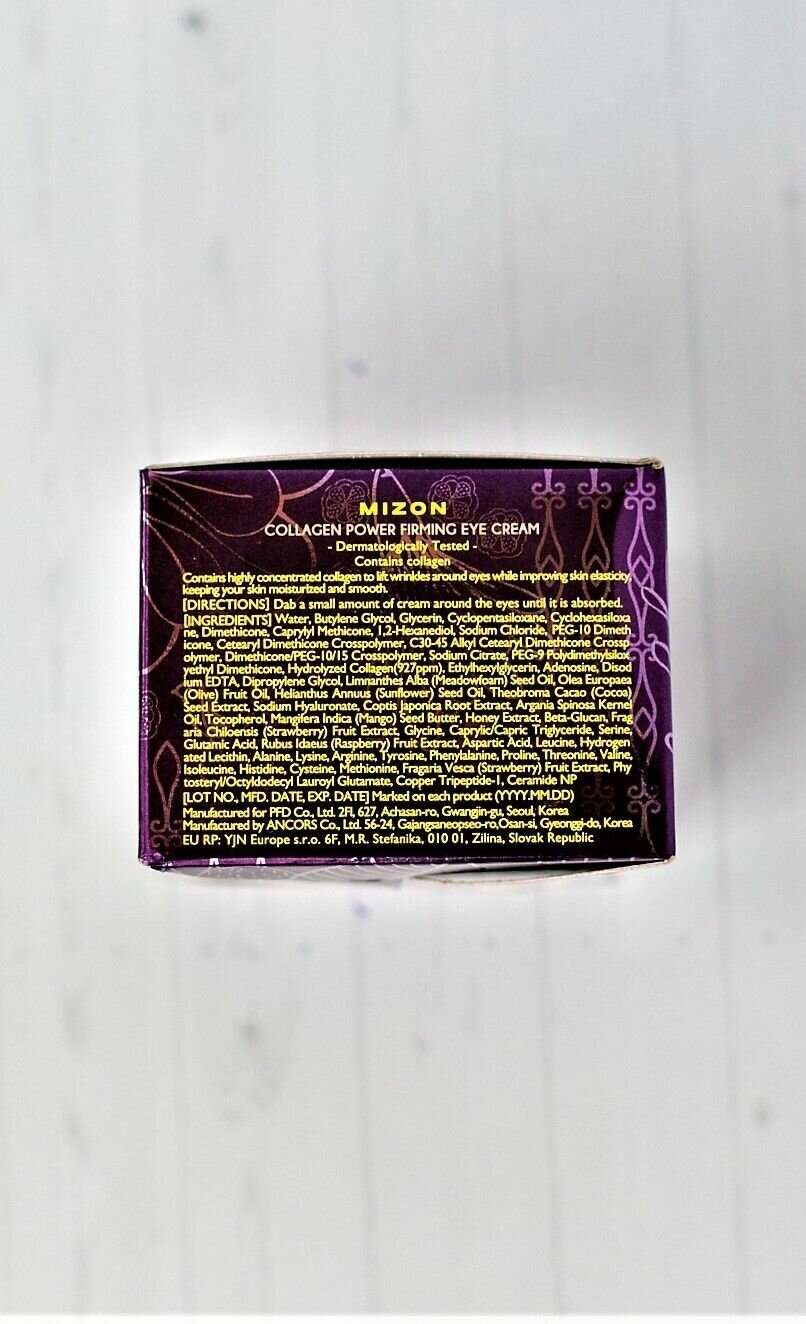 MIZON
COLLAGEN POWER FIRMING EYE CREAM
- Dermatologically Tested -
Contains collagen
Contains highly concentrated collagen to lift wrinkles around eyes while improving skin elasticity,
keeping your skin moisturized and smooth.
[DIRECTIONS] Dab a small amount of cream around the eyes until it is absorbed.
[INGREDIENTS] Water, Butylene Glycol, Glycerin, Cyclopentasiloxane, Cyclohexasiloxa
ne, Dimethicone, Caprylyl Methicone, 1,2-Hexanediol, Sodium Chloride, PEG-10 Dimeth
icone, Cetearyl Dimethicone Crosspolymer, C30-45 Alkyl Cetearyl Dimethicone Crossp
olymer, Dimethicone/PEG-10/15 Crosspolymer, Sodium Citrate, PEG-9 Polydimethylsilox
yethyl Dimethicone, Hydrolyzed Collagen(927ppm), Ethylhexylglycerin, Adenosine, Disod
ium EDTA, Dipropylene Glycol, Limnanthes Alba (Meadowfoam) Seed Oil, Olea Europaea
(Olive) Fruit Oil, Helianthus Annuus (Sunflower) Seed Oil, Theobroma Cacao (Cocoa)
Seed Extract, Sodium Hyaluronate, Coptis Japonica Root Extract, Argania Spinosa Kernel
Oil, Tocopherol, Mangifera Indica (Mango) Seed Butter, Honey Extract, Beta-Glucan, Frag
aria Chiloensis (Strawberry) Fruit Extract, Glycine, Caprylic/Capric Triglyceride, Serine,
Glutamic Acid, Rubus Idaeus (Raspberry) Fruit Extract, Aspartic Acid, Leucine, Hydrogen
ated Lecithin, Alanine, Lysine, Arginine, Tyrosine, Phenylalanine, Proline, Threonine, Valine,
Isoleucine, Histidine, Cysteine, Methionine, Fragaria Vesca (Strawberry) Fruit Extract, Phy
tosteryl/Octyldodecyl Lauroyl Glutamate, Copper Tripeptide-1, Ceramide NP
[LOT NO., MFD. DATE, EXP. DATE] Marked on each product (YYYY.MM.DD)
Manufactured for PFD Co., Ltd. 2Fl, 627, Achasan-ro, Gwangjin-gu, Seoul, Korea
Manufactured by ANCORS Co., Ltd. 56-24, Gajangsaneopseo-ro,Osan-si, Gyeonggi-do, Korea
EU RP: YJN Europe s.r.o. 6F, M.R. Stefanika, 010 01, Zilina, Slovak Republic